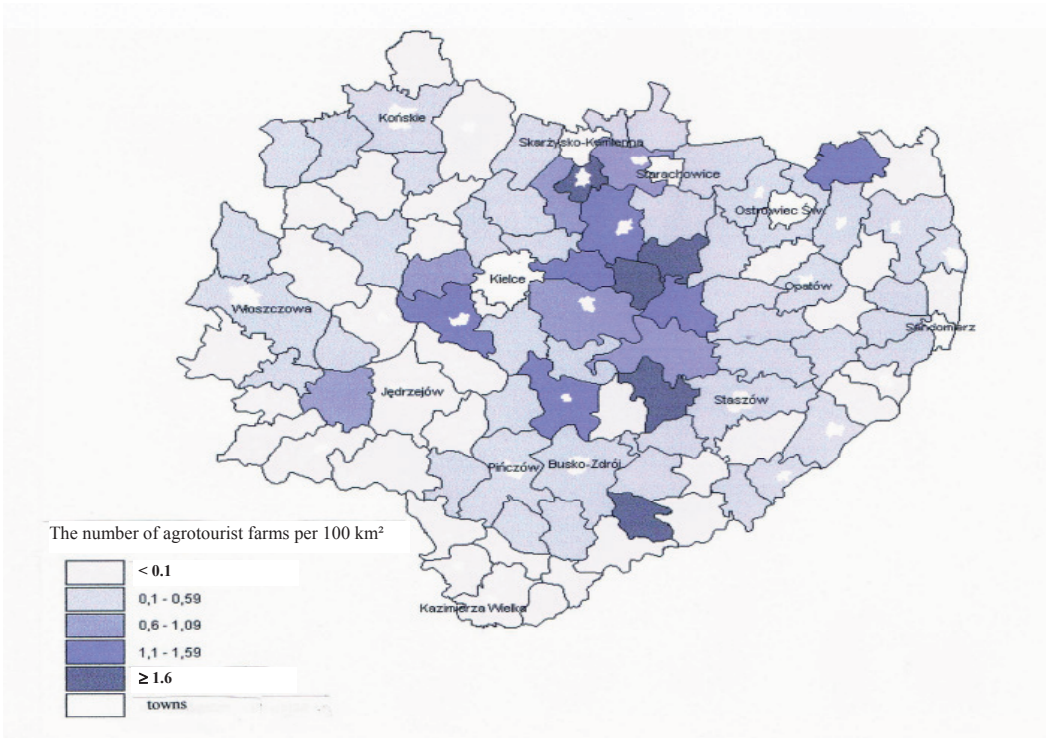 Końskie
Skarżysko-Kamienna
Starachowice
Ostrowiec Św.
Kielce
Opatów
Włoszczowa
Sandomierz
Jędrzejów
Staszów
Pińczów
Busko-Zdrój
Kazimierza Wielka
The number of agrotourist farms per 100 km²
< 0.1
0,1 - 0,59
0,6 - 1,09
1,1 - 1,59
≥ 1.6
towns